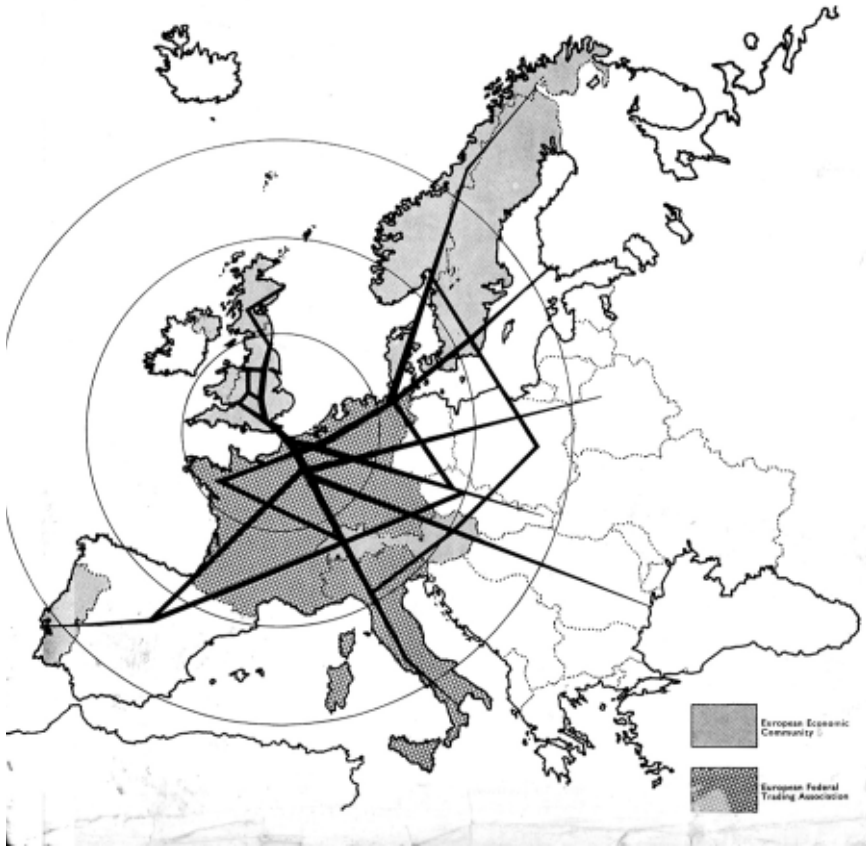 European Economic
Community
European Federal
Trading Association